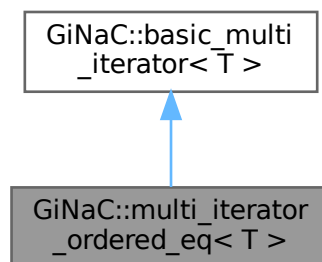 GiNaC::basic_multi
_iterator< T >
GiNaC::multi_iterator
_ordered_eq< T >